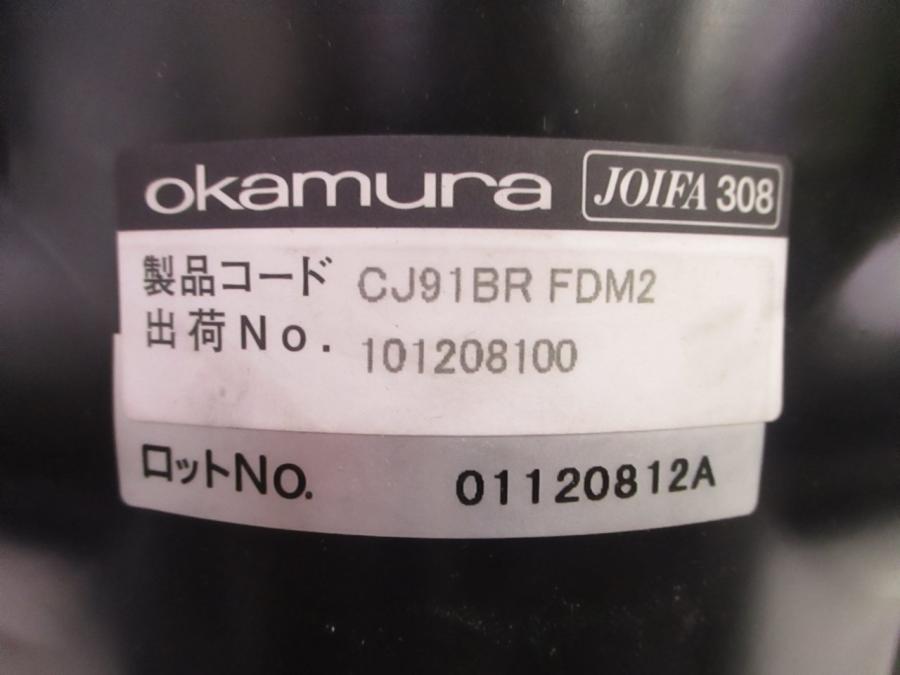 okamura JOIFA 308
製品コード CJ91BR FDM2
出荷No. 101208100
ロットNO. 01120812A